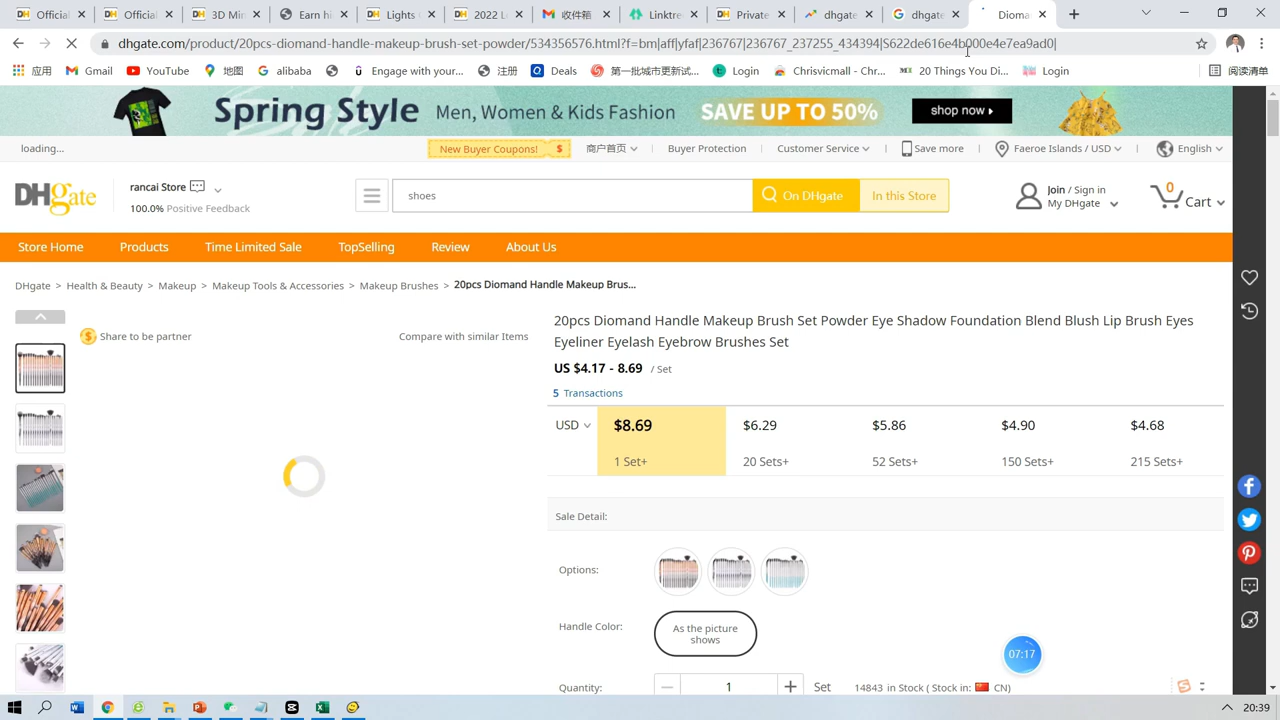 Official
Official
3D Min
Earn hi
Lights
2022 L
收件箱
Linktre
Private
dhgate
dhgate
Dioma
dhgate.com/product/20pcs-diomand-handle-makeup-brush-set-powder/534356576.html?f=bm|aff|yfaf|236767|236767_237255_434394|S622de616e4b000e4e7ea9ad0|
应用 Gmail YouTube 地图 alibaba Engage with your... 注册 Deals 第一批城市更新试... Login Chrisvicmall - Chr... 20 Things You Di... Login 阅读清单
Spring Style Men, Women & Kids Fashion SAVE UP TO 50% shop now
loading... New Buyer Coupons! $ 商户首页 Buyer Protection Customer Service Save more Faeroe Islands / USD English
DHgate rancai Store 100.0% Positive Feedback
shoes On DHgate In this Store
Join / Sign in
My DHgate
0 Cart
Store Home Products Time Limited Sale TopSelling Review About Us
DHgate > Health & Beauty > Makeup > Makeup Tools & Accessories > Makeup Brushes > 20pcs Diomand Handle Makeup Brus...
Share to be partner Compare with similar Items
20pcs Diomand Handle Makeup Brush Set Powder Eye Shadow Foundation Blend Blush Lip Brush Eyes
Eyeliner Eyelash Eyebrow Brushes Set
US $4.17 - 8.69 / Set
5 Transactions
USD $8.69 $6.29 $5.86 $4.90 $4.68
1 Set+ 20 Sets+ 52 Sets+ 150 Sets+ 215 Sets+
Sale Detail:
Options:
Handle Color: As the picture
shows
07:17
Quantity: 1 Set 14843 in Stock ( Stock in: CN)
20:39